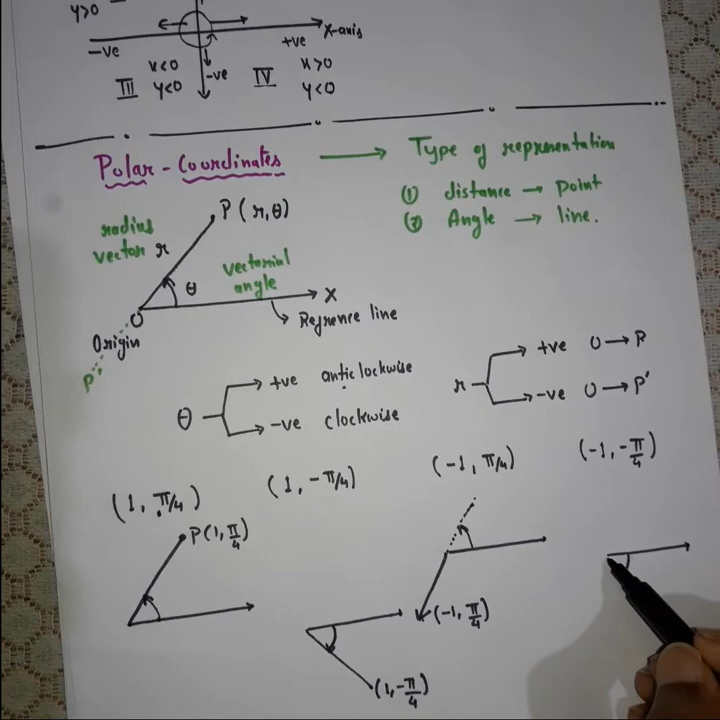 y>0
X-axis
-ve
+ve
x<0
-ve
x>0
III
y<0
IV
y<0
Polar - Coordinates → Type of representation
(1) distance → point
(2) Angle → line.
P(r,θ)
radius
vector r
vectorial
angle
θ
X
O
Refrence line
Origin
P'
θ
+ve anticlockwise
-ve clockwise
r
+ve O→P
-ve O→P'
(1, π/4)
(1, -π/4)
(-1, π/4)
(-1, -π/4)
P(1, π/4)
(-1, π/4)
(1, -π/4)